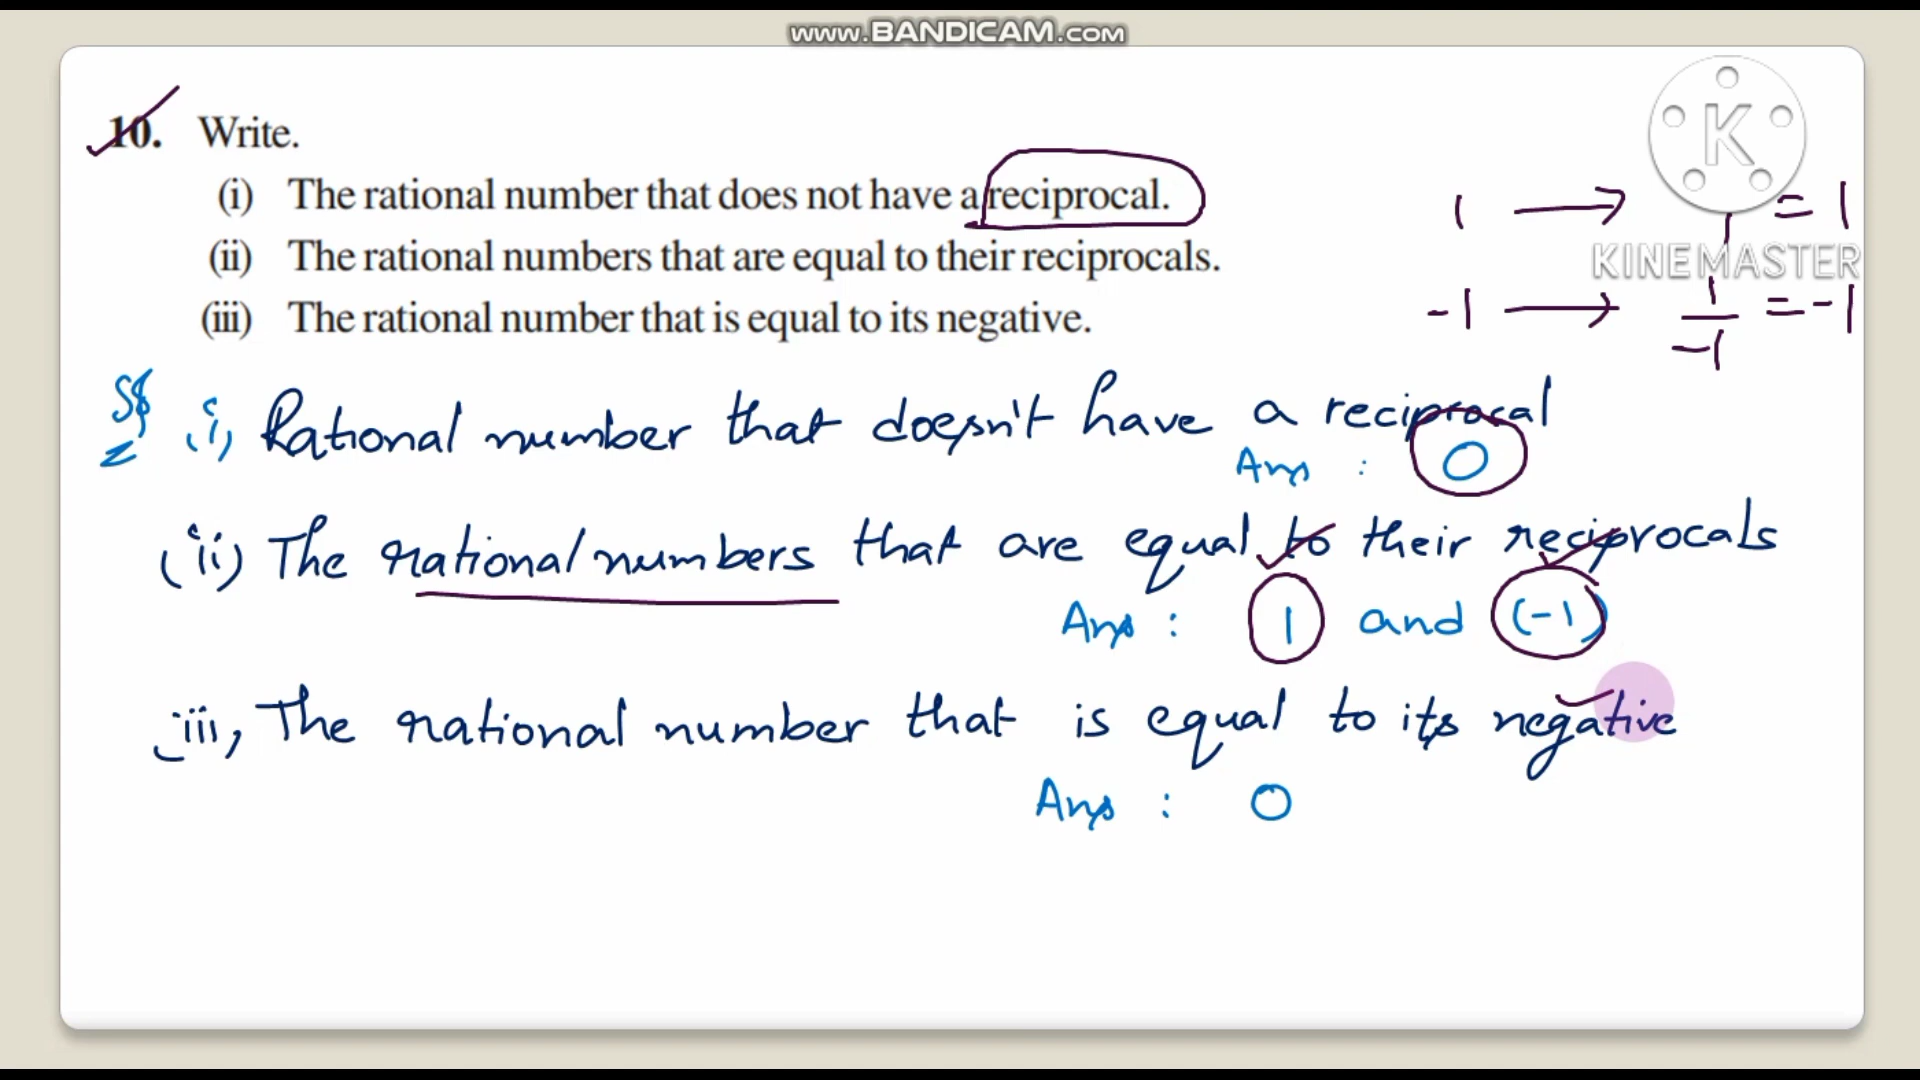 www.BANDICAM.com
10. Write.
(i) The rational number that does not have a reciprocal.
(ii) The rational numbers that are equal to their reciprocals.
(iii) The rational number that is equal to its negative.
K
KINEMASTER
1 → 1 = 1
-1 → 1/-1 = -1
(i) Rational number that doesn't have a reciprocal
Ans : 0
(ii) The rational numbers that are equal to their reciprocals
Ans : 1 and (-1)
iii, The rational number that is equal to its negative
Ans : 0